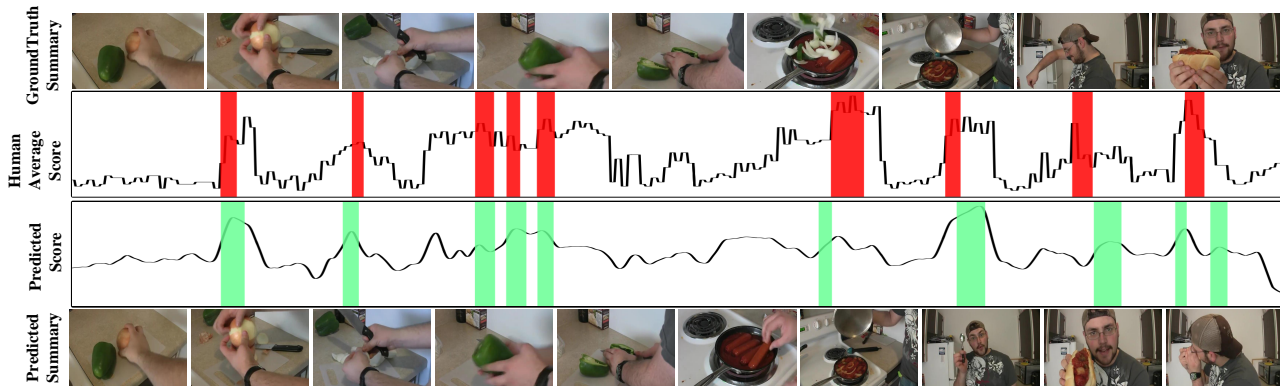 GroundTruth
Summary
Human
Average
Score
Predicted
Score
Predicted
Summary